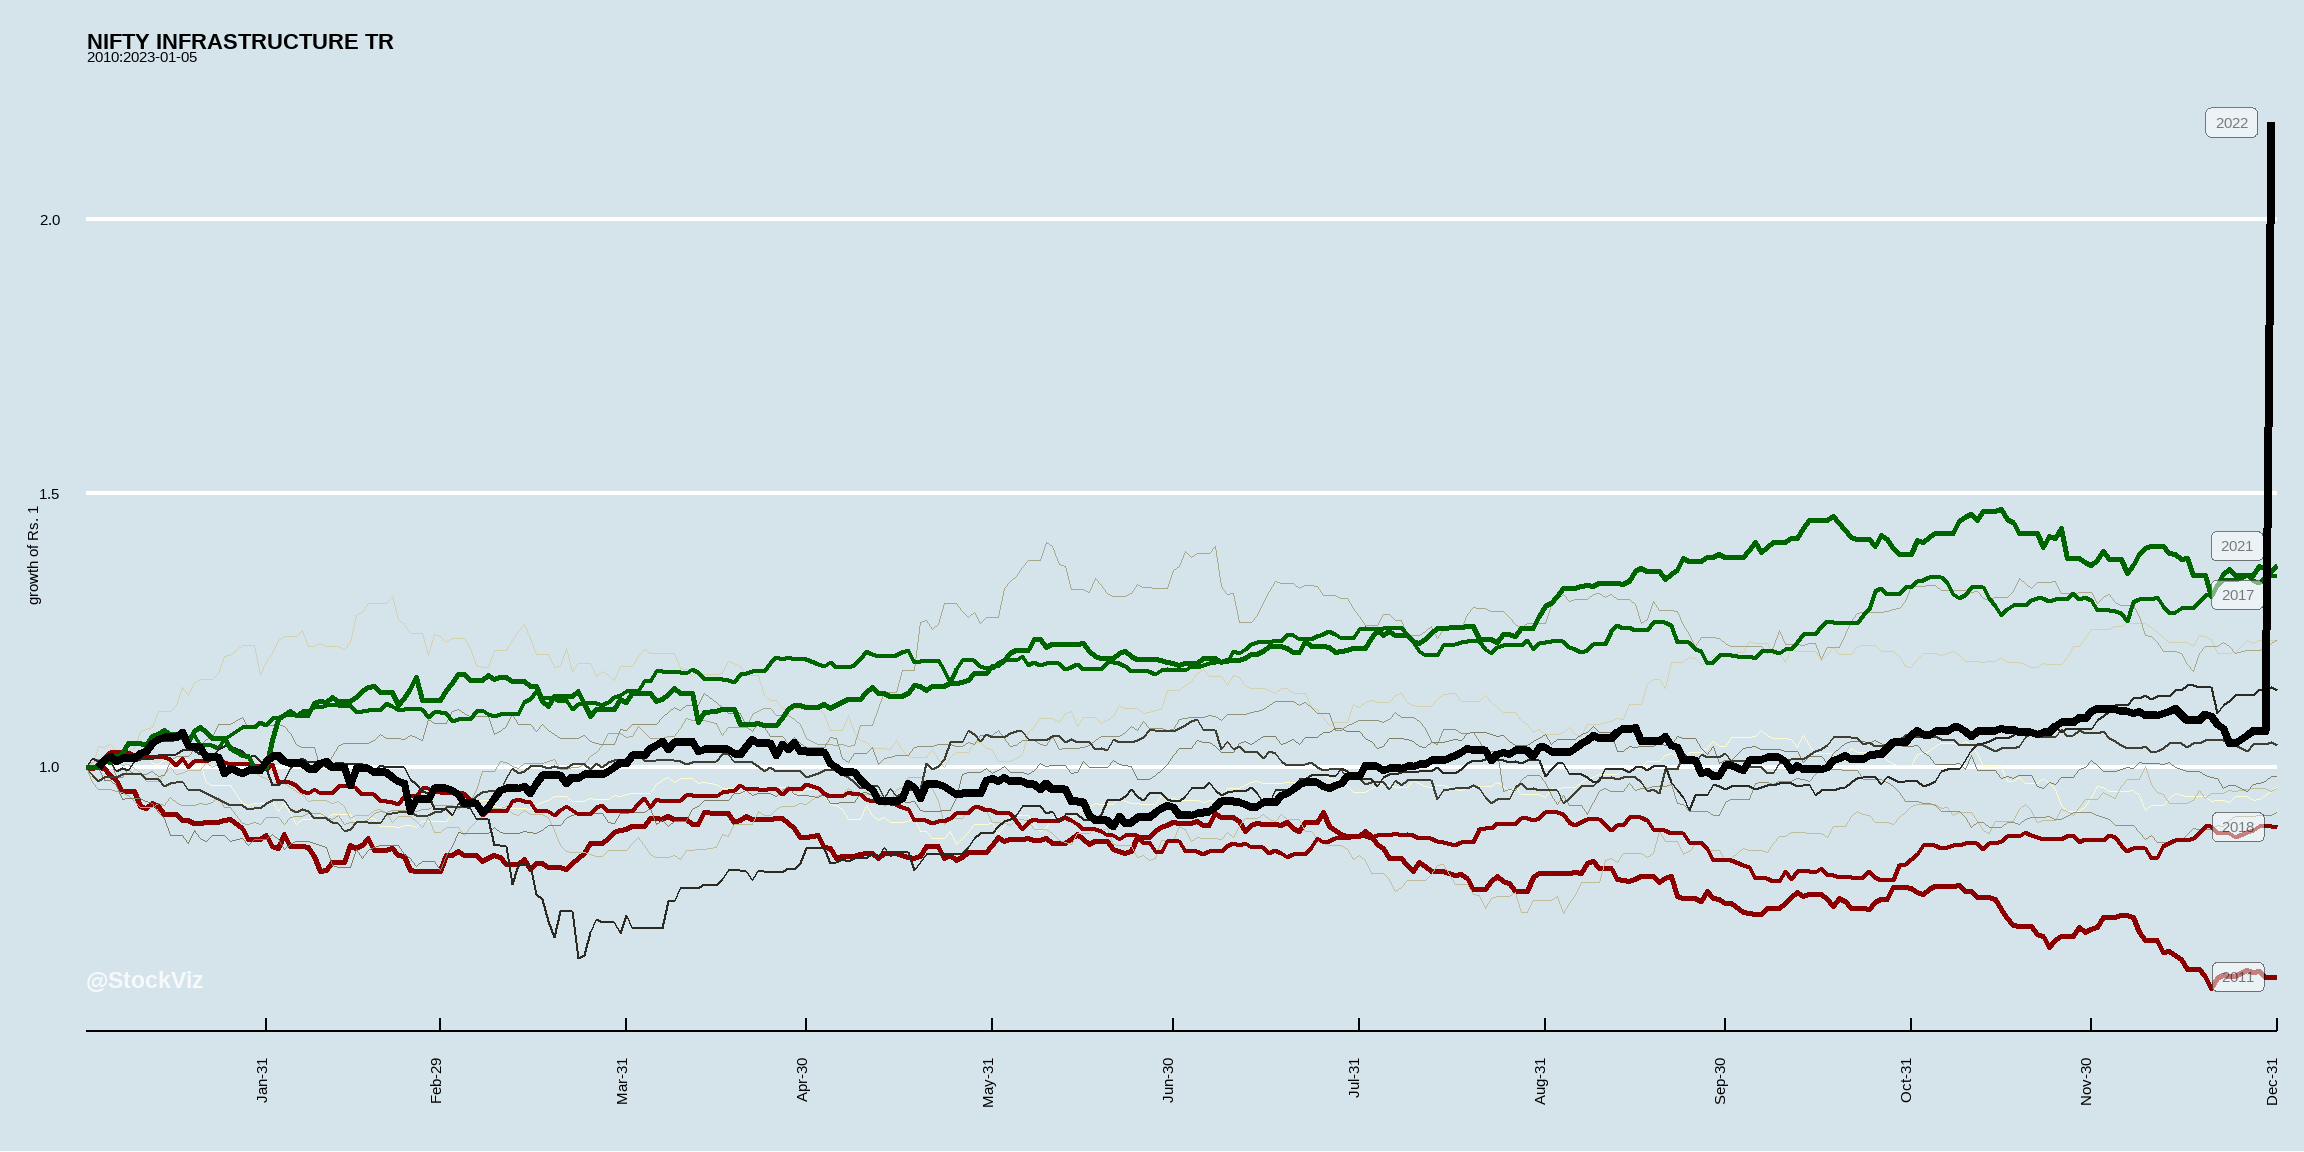 NIFTY INFRASTRUCTURE TR
2010:2023-01-05
2022
2.0
1.5
growth of Rs. 1
2021
2017
1.0
2018
2011
@StockViz
Jan-31
Feb-29
Mar-31
Apr-30
May-31
Jun-30
Jul-31
Aug-31
Sep-30
Oct-31
Nov-30
Dec-31